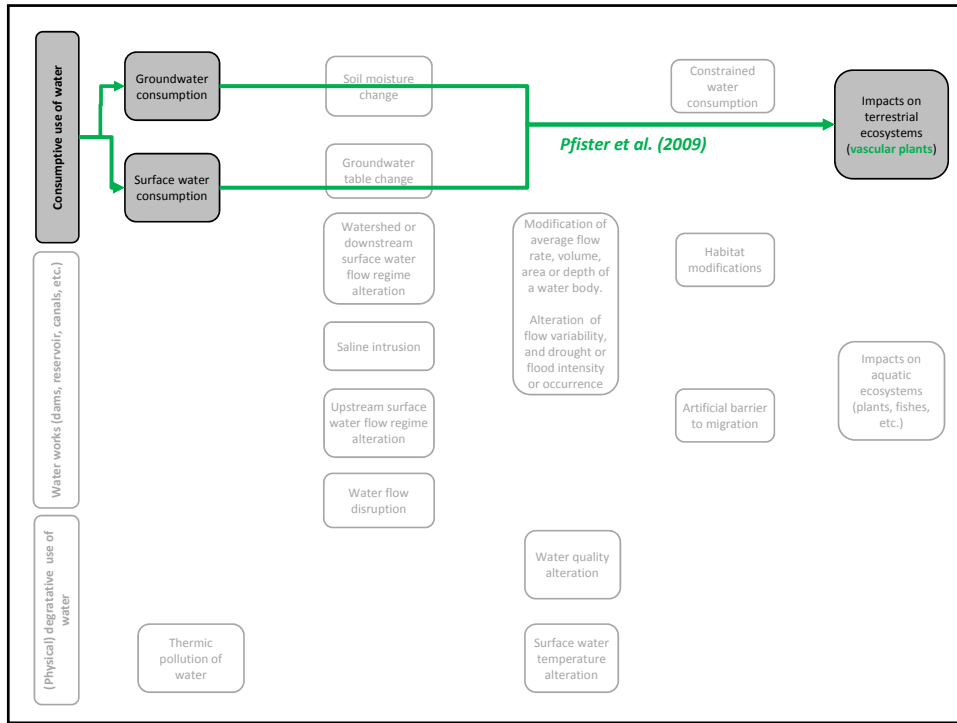 Consumptive use of water
Groundwater
consumption
Surface water
consumption
Soil moisture
change
Groundwater
table change
Constrained
water
consumption
Pfister et al. (2009)
Impacts on
terrestrial
ecosystems
(vascular plants)
Water works (dams, reservoir, canals, etc.)
Watershed or
downstream
surface water
flow regime
alteration
Saline intrusion
Upstream surface
water flow regime
alteration
Water flow
disruption
Modification of
average flow
rate, volume,
area or depth of
a water body.
Alteration of
flow variability,
and drought or
flood intensity
or occurrence
Habitat
modifications
Artificial barrier
to migration
Impacts on
aquatic
ecosystems
(plants, fishes,
etc.)
(Physical) degratative use of
water
Thermic
pollution of
water
Water quality
alteration
Surface water
temperature
alteration